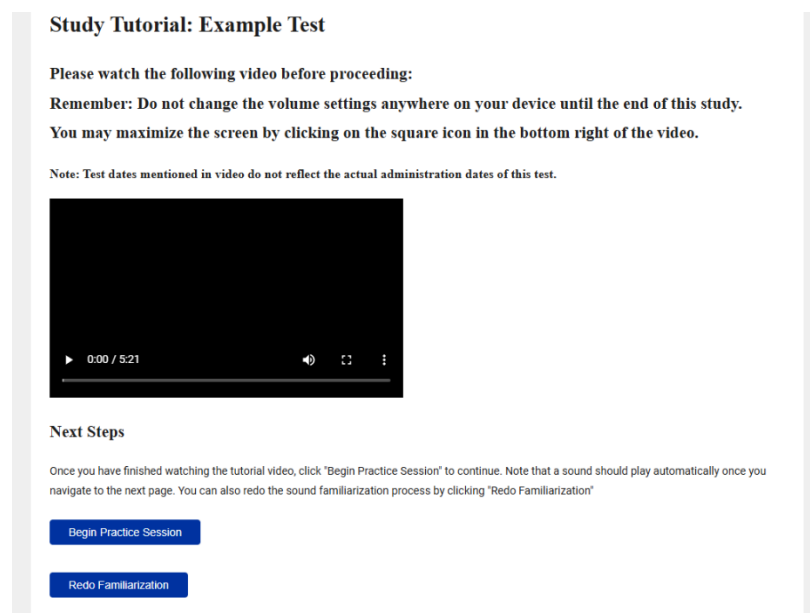 Study Tutorial: Example Test
Please watch the following video before proceeding:
Remember: Do not change the volume settings anywhere on your device until the end of this study.
You may maximize the screen by clicking on the square icon in the bottom right of the video.
Note: Test dates mentioned in video do not reflect the actual administration dates of this test.
0:00 / 5:21
Next Steps
Once you have finished watching the tutorial video, click "Begin Practice Session" to continue. Note that a sound should play automatically once you
navigate to the next page. You can also redo the sound familiarization process by clicking "Redo Familiarization"
Begin Practice Session
Redo Familiarization